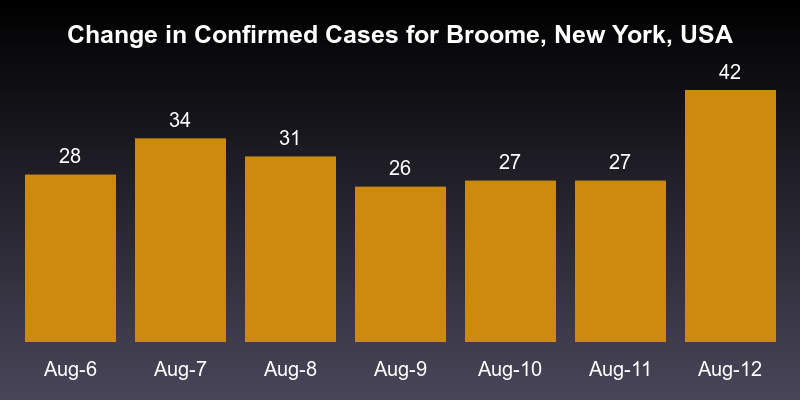 Change in Confirmed Cases for Broome, New York, USA
28 34 31 26 27 27 42
Aug-6 Aug-7 Aug-8 Aug-9 Aug-10 Aug-11 Aug-12